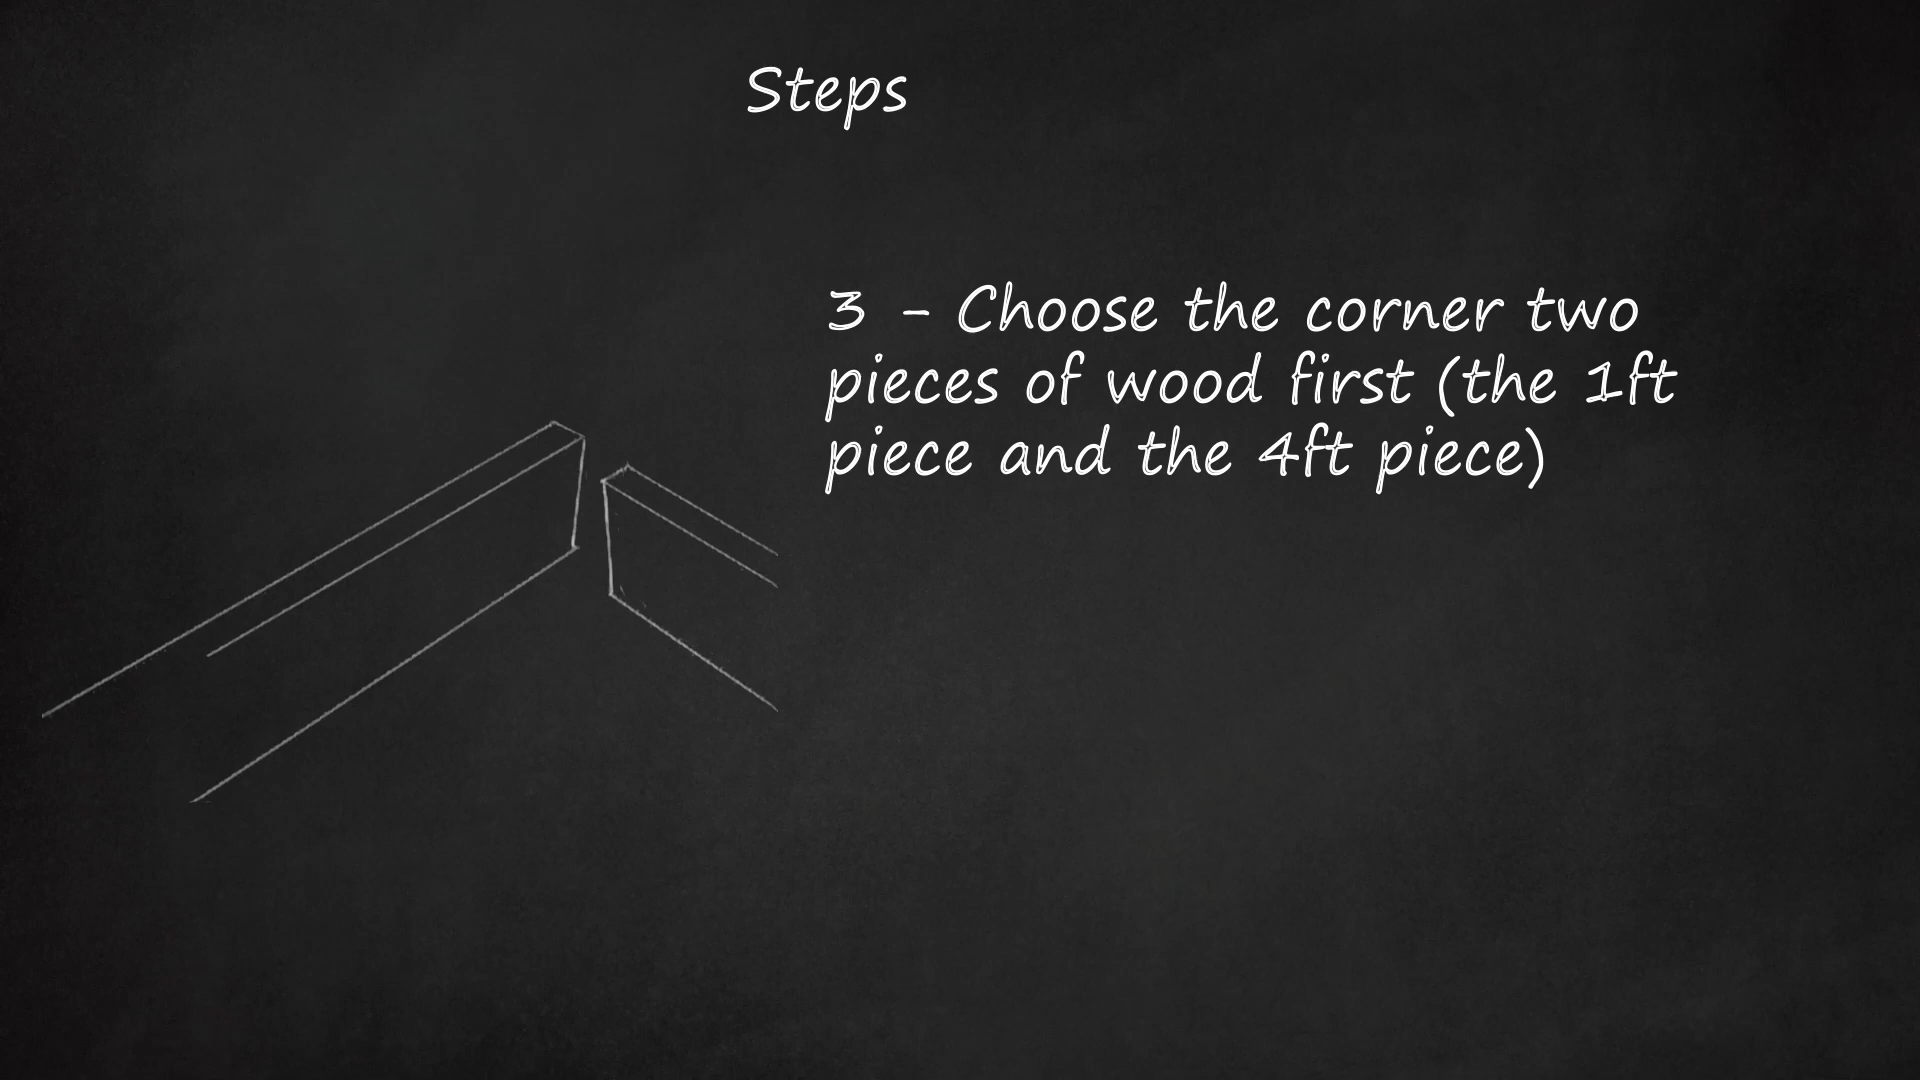 Steps
3 - Choose the corner two
pieces of wood first (the 1ft
piece and the 4ft piece)